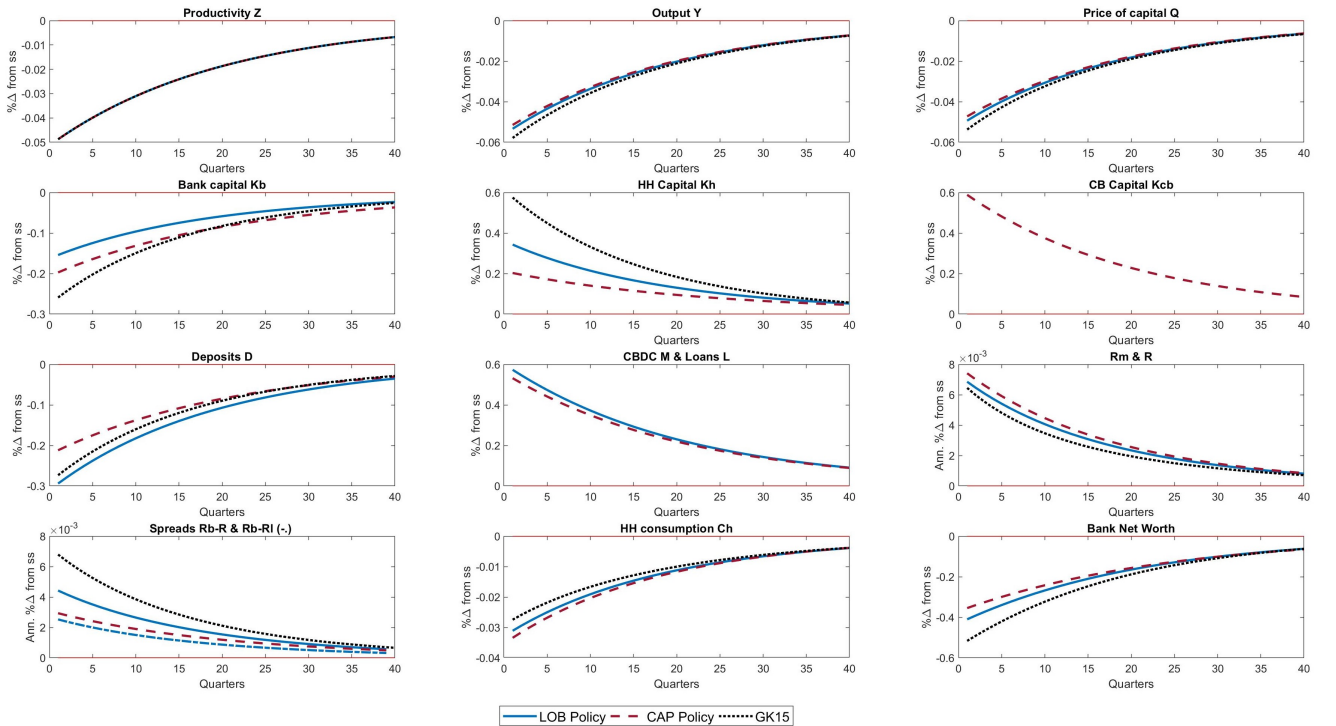 Productivity Z
0
-0.01
-0.02
-0.03
-0.04
-0.05
%Δ from ss
0 5 10 15 20 25 30 35 40
Quarters
Output Y
0
-0.02
-0.04
-0.06
%Δ from ss
0 5 10 15 20 25 30 35 40
Quarters
Price of capital Q
0
-0.02
-0.04
-0.06
%Δ from ss
0 5 10 15 20 25 30 35 40
Quarters
Bank capital Kb
0
-0.1
-0.2
-0.3
%Δ from ss
0 5 10 15 20 25 30 35 40
Quarters
HH Capital Kh
0.6
0.4
0.2
0
%Δ from ss
0 5 10 15 20 25 30 35 40
Quarters
CB Capital Kcb
0.6
0.4
0.2
0
%Δ from ss
0 5 10 15 20 25 30 35 40
Quarters
Deposits D
0
-0.1
-0.2
-0.3
%Δ from ss
0 5 10 15 20 25 30 35 40
Quarters
CBDC M & Loans L
0.6
0.4
0.2
0
%Δ from ss
0 5 10 15 20 25 30 35 40
Quarters
Rm & R
×10⁻³
8
6
4
2
0
Ann. %Δ from ss
0 5 10 15 20 25 30 35 40
Quarters
Spreads Rb-R & Rb-Rl (-.)
×10⁻³
8
6
4
2
0
Ann. %Δ from ss
0 5 10 15 20 25 30 35 40
Quarters
HH consumption Ch
0
-0.01
-0.02
-0.03
-0.04
%Δ from ss
0 5 10 15 20 25 30 35 40
Quarters
Bank Net Worth
0
-0.2
-0.4
-0.6
%Δ from ss
0 5 10 15 20 25 30 35 40
Quarters
LOB Policy CAP Policy GK15